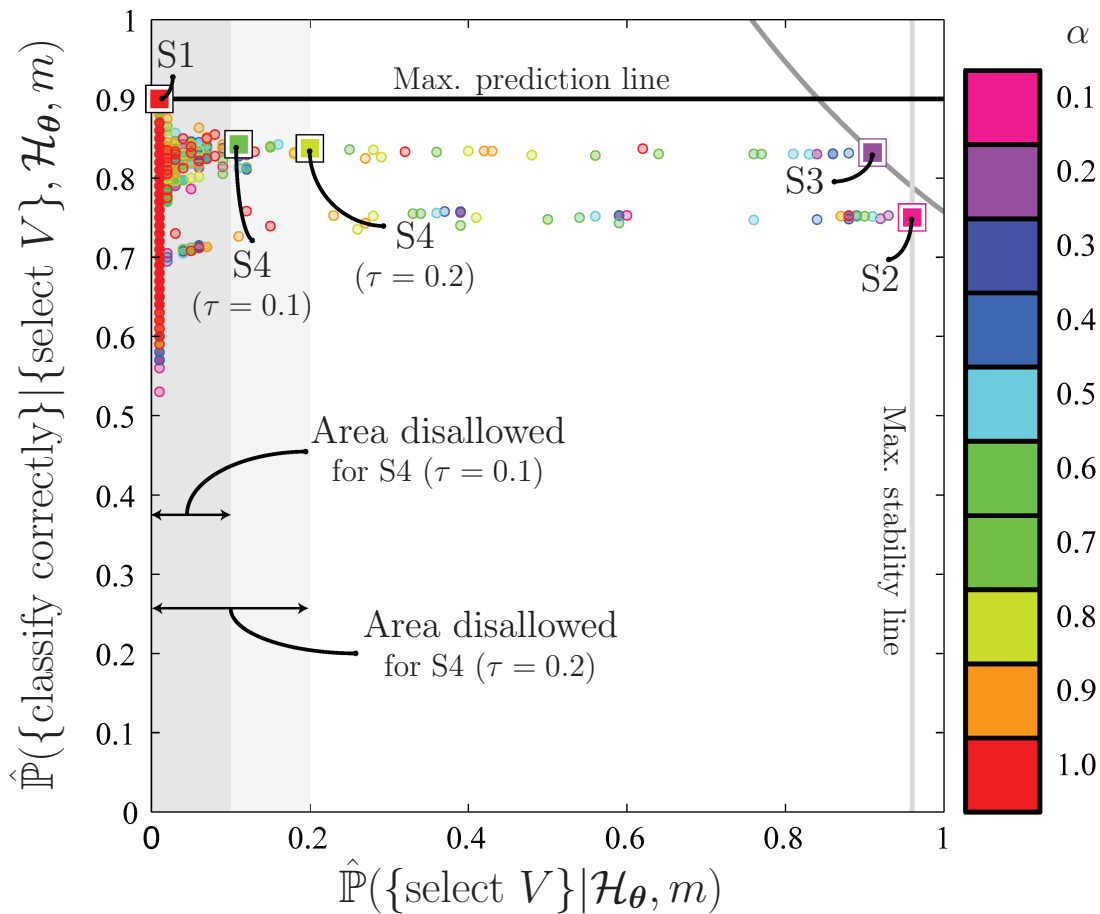 S1
Max. prediction line
S3
S4
(τ = 0.1)
S4
(τ = 0.2)
S2
Area disallowed
for S4 (τ = 0.1)
Area disallowed
for S4 (τ = 0.2)
Max. stability line
1
0.9
0.8
0.7
0.6
0.5
0.4
0.3
0.2
0.1
0
0 0.2 0.4 0.6 0.8 1
ℙ̂({classify correctly}|{select V}, ℋ_θ, m)
ℙ̂({select V}|ℋ_θ, m)
α
0.1
0.2
0.3
0.4
0.5
0.6
0.7
0.8
0.9
1.0